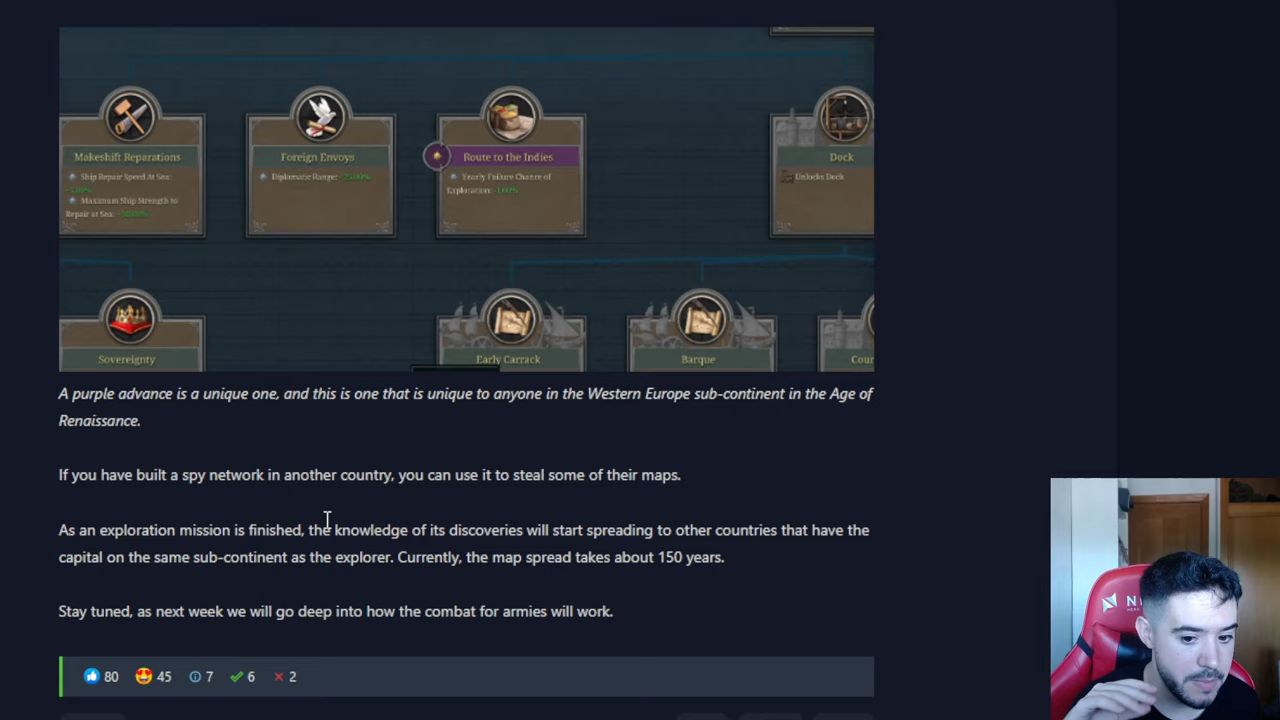 Makeshift Reparations
Foreign Envoys
Route to the Indies
Dock
Ship Repair Speed At Sea:
Maximum Ship Strength to
Repair at Sea:
Diplomatic Range:
Yearly Failure Chance of
Exploration: -1.00%
Unlocks Dock
Sovereignty
Early Carrack
Barque
Cour
A purple advance is a unique one, and this is one that is unique to anyone in the Western Europe sub-continent in the Age of
Renaissance.
If you have built a spy network in another country, you can use it to steal some of their maps.
As an exploration mission is finished, the knowledge of its discoveries will start spreading to other countries that have the
capital on the same sub-continent as the explorer. Currently, the map spread takes about 150 years.
Stay tuned, as next week we will go deep into how the combat for armies will work.
80 45 7 6 2